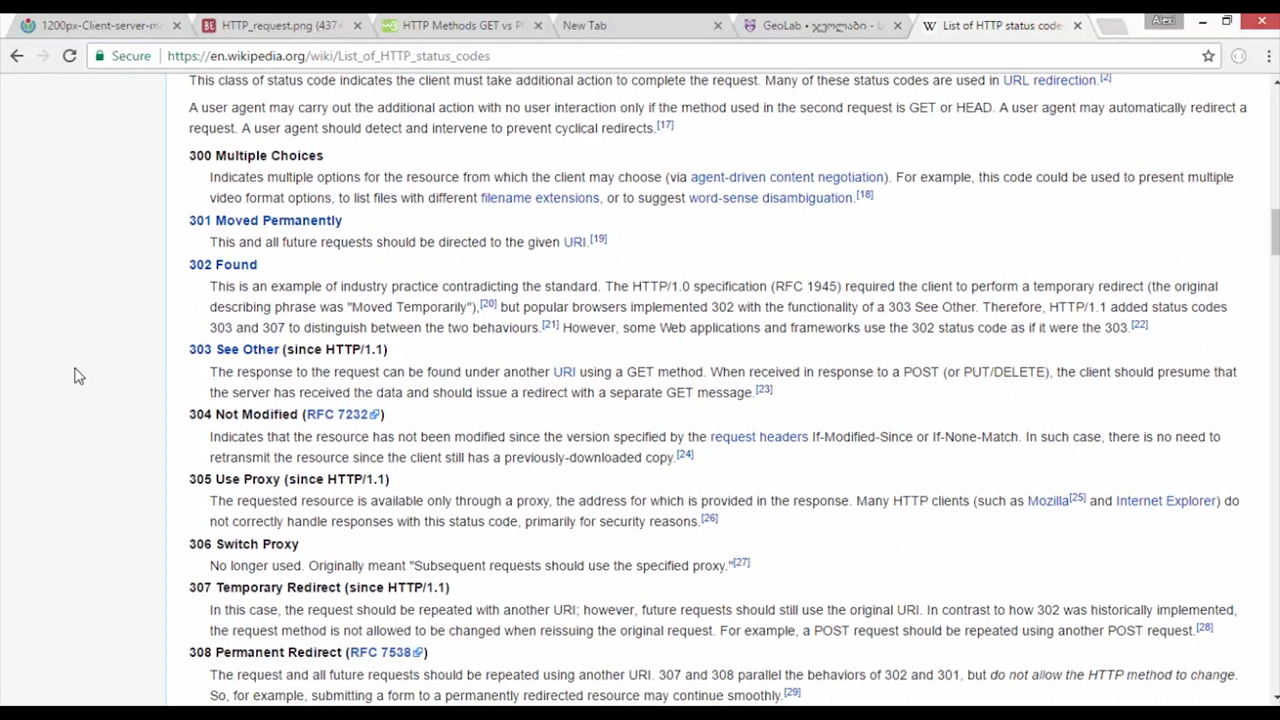 1200px-Client-server-mo
HTTP_request.png (437×
HTTP Methods GET vs PO
New Tab
GeoLab • ჯეოლაბი - 
List of HTTP status codes
Alexi
Secure
https://en.wikipedia.org/wiki/List_of_HTTP_status_codes
This class of status code indicates the client must take additional action to complete the request. Many of these status codes are used in URL redirection.[2]
A user agent may carry out the additional action with no user interaction only if the method used in the second request is GET or HEAD. A user agent may automatically redirect a
request. A user agent should detect and intervene to prevent cyclical redirects.[17]
300 Multiple Choices
Indicates multiple options for the resource from which the client may choose (via agent-driven content negotiation). For example, this code could be used to present multiple
video format options, to list files with different filename extensions, or to suggest word-sense disambiguation.[18]
301 Moved Permanently
This and all future requests should be directed to the given URI.[19]
302 Found
This is an example of industry practice contradicting the standard. The HTTP/1.0 specification (RFC 1945) required the client to perform a temporary redirect (the original
describing phrase was "Moved Temporarily"),[20] but popular browsers implemented 302 with the functionality of a 303 See Other. Therefore, HTTP/1.1 added status codes
303 and 307 to distinguish between the two behaviours.[21] However, some Web applications and frameworks use the 302 status code as if it were the 303.[22]
303 See Other (since HTTP/1.1)
The response to the request can be found under another URI using a GET method. When received in response to a POST (or PUT/DELETE), the client should presume that
the server has received the data and should issue a redirect with a separate GET message.[23]
304 Not Modified (RFC 7232)
Indicates that the resource has not been modified since the version specified by the request headers If-Modified-Since or If-None-Match. In such case, there is no need to
retransmit the resource since the client still has a previously-downloaded copy.[24]
305 Use Proxy (since HTTP/1.1)
The requested resource is available only through a proxy, the address for which is provided in the response. Many HTTP clients (such as Mozilla[25] and Internet Explorer) do
not correctly handle responses with this status code, primarily for security reasons.[26]
306 Switch Proxy
No longer used. Originally meant "Subsequent requests should use the specified proxy."[27]
307 Temporary Redirect (since HTTP/1.1)
In this case, the request should be repeated with another URI; however, future requests should still use the original URI. In contrast to how 302 was historically implemented,
the request method is not allowed to be changed when reissuing the original request. For example, a POST request should be repeated using another POST request.[28]
308 Permanent Redirect (RFC 7538)
The request and all future requests should be repeated using another URI. 307 and 308 parallel the behaviors of 302 and 301, but do not allow the HTTP method to change.
So, for example, submitting a form to a permanently redirected resource may continue smoothly.[29]